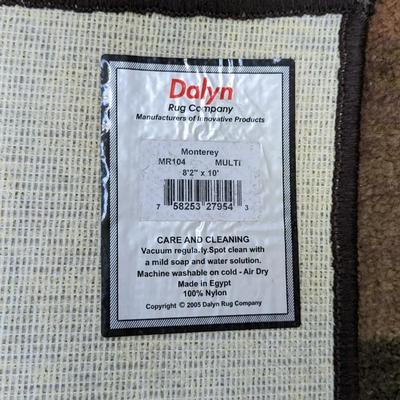 Dalyn
Rug Company
Manufacturers of Innovative Products
Monterey
MR104 MULTi
8'2" x 10'
7 58253 27954 3
CARE AND CLEANING
Vacuum regularly.Spot clean with
a mild soap and water solution.
Machine washable on cold - Air Dry
Made in Egypt
100% Nylon
Copyright © 2005 Dalyn Rug Company